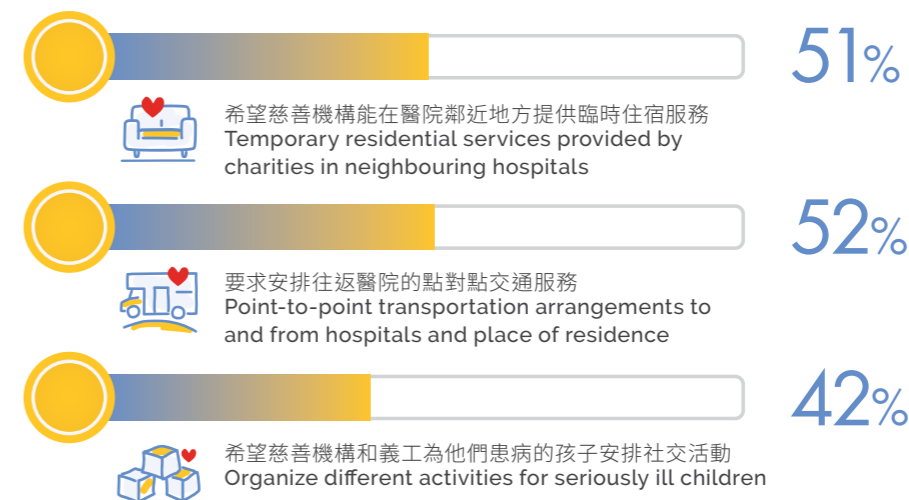 51%
希望慈善機構能在醫院鄰近地方提供臨時住宿服務
Temporary residential services provided by
charities in neighbouring hospitals
52%
要求安排往返醫院的點對點交通服務
Point-to-point transportation arrangements to
and from hospitals and place of residence
42%
希望慈善機構和義工為他們患病的孩子安排社交活動
Organize different activities for seriously ill children